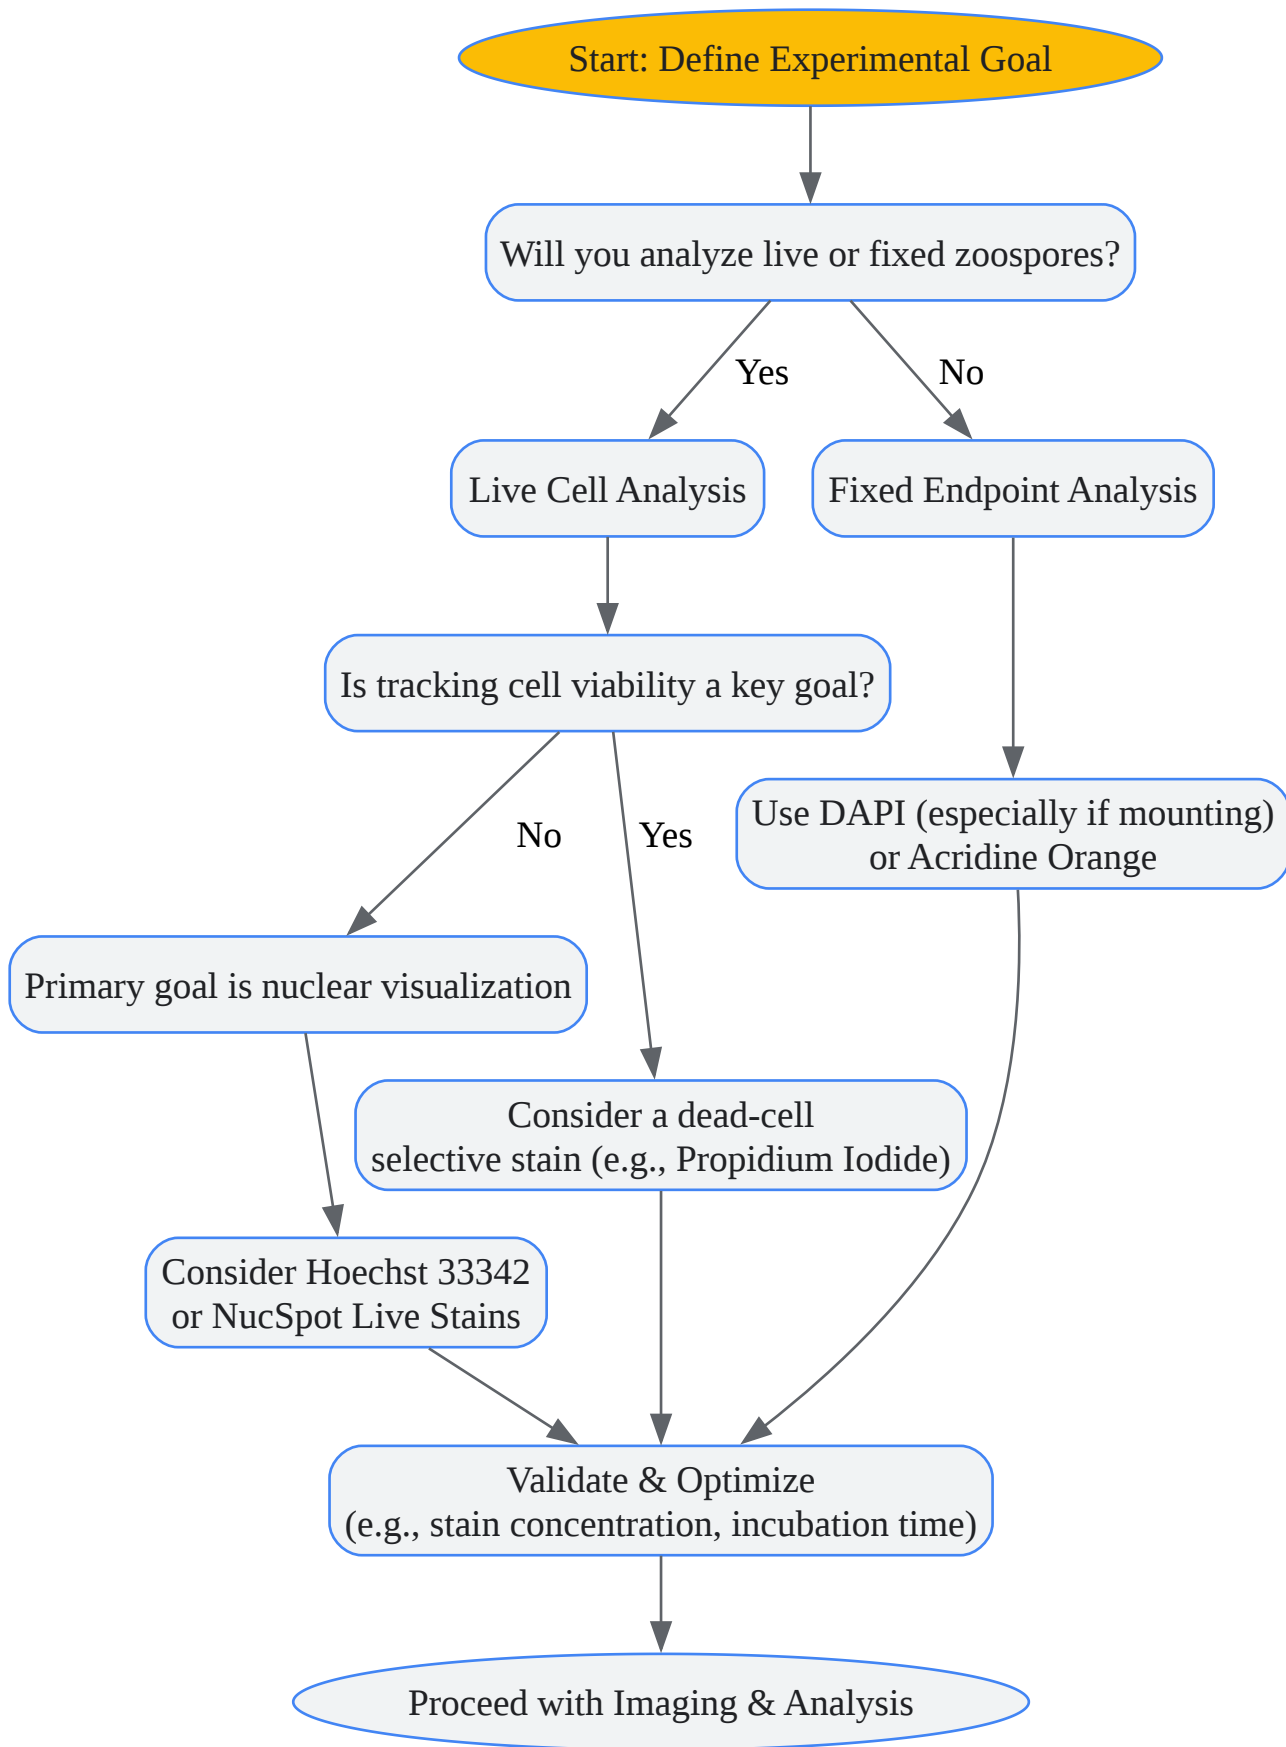 Start: Define Experimental Goal
Will you analyze live or fixed zoospores?
Yes
No
Live Cell Analysis
Fixed Endpoint Analysis
Is tracking cell viability a key goal?
Use DAPI (especially if mounting)
or Acridine Orange
No
Yes
Primary goal is nuclear visualization
Consider a dead-cell
selective stain (e.g., Propidium Iodide)
Consider Hoechst 33342
or NucSpot Live Stains
Validate & Optimize
(e.g., stain concentration, incubation time)
Proceed with Imaging & Analysis